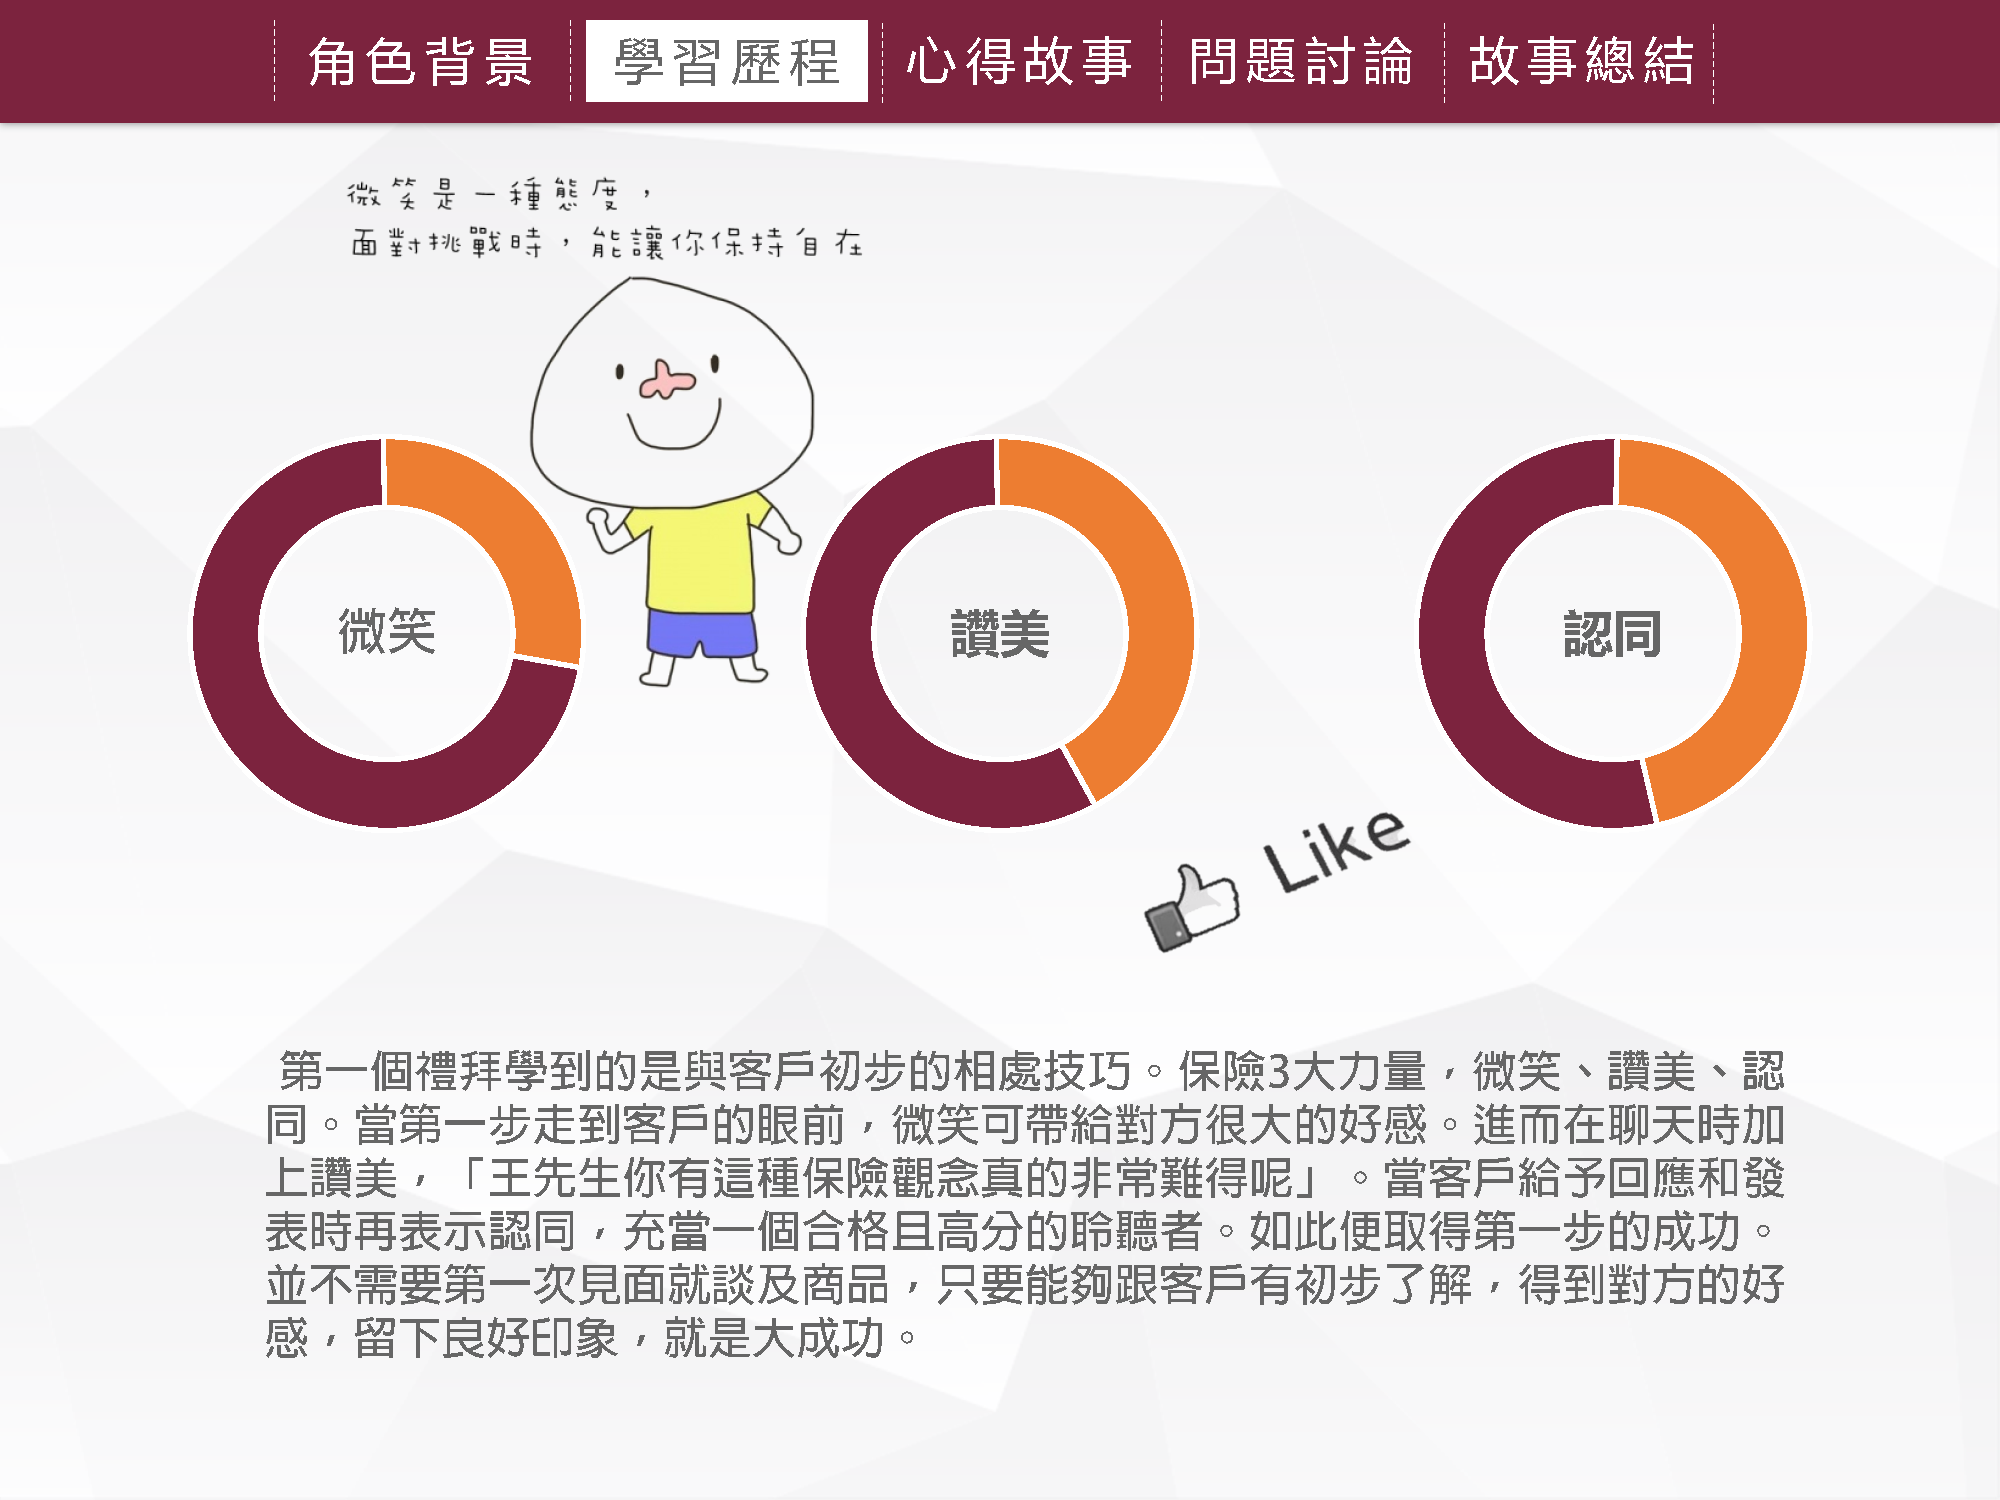 角色背景 學習歷程 心得故事 問題討論 故事總結
微笑是一種態度，
面對挑戰時，能讓你保持自在
微笑
讚美
認同
Like
第一個禮拜學到的是與客戶初步的相處技巧。保險3大力量，微笑、讚美、認
同。當第一步走到客戶的眼前，微笑可帶給對方很大的好感。進而在聊天時加
上讚美，「王先生你有這種保險觀念真的非常難得呢」。當客戶給予回應和發
表時再表示認同，充當一個合格且高分的聆聽者。如此便取得第一步的成功。
並不需要第一次見面就談及商品，只要能夠跟客戶有初步了解，得到對方的好
感，留下良好印象，就是大成功。